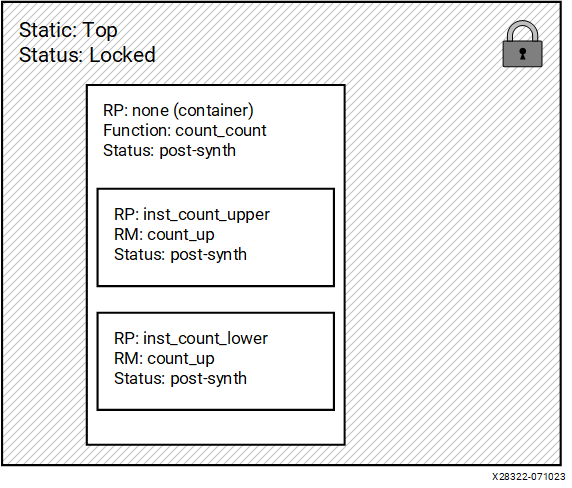 Static: Top
Status: Locked
RP: none (container)
Function: count_count
Status: post-synth
RP: inst_count_upper
RM: count_up
Status: post-synth
RP: inst_count_lower
RM: count_up
Status: post-synth
X28322-071023